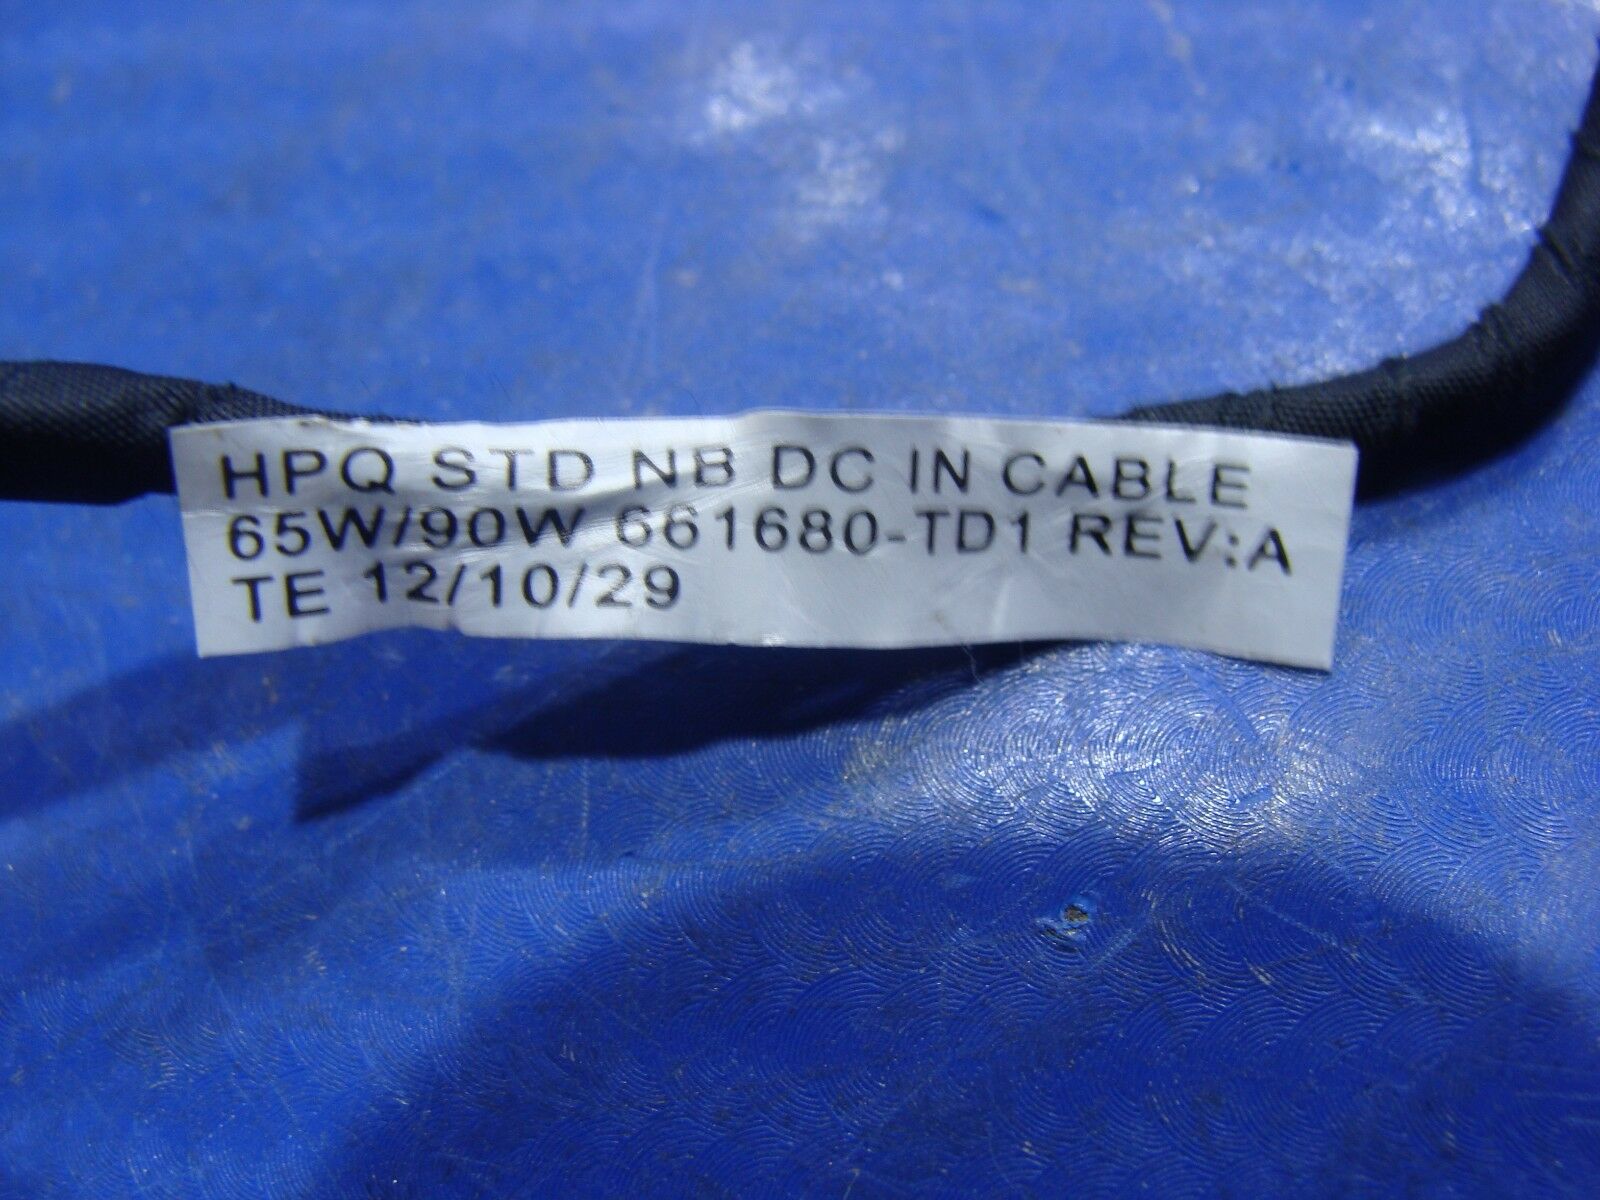 HPQ STD NB DC IN CABLE
65W/90W 661680-TD1 REV:A
TE 12/10/29